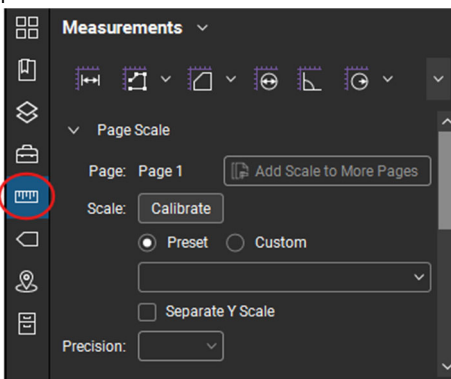 Measurements
Page Scale
Page: Page 1 Add Scale to More Pages
Scale: Calibrate
Preset Custom
Separate Y Scale
Precision: